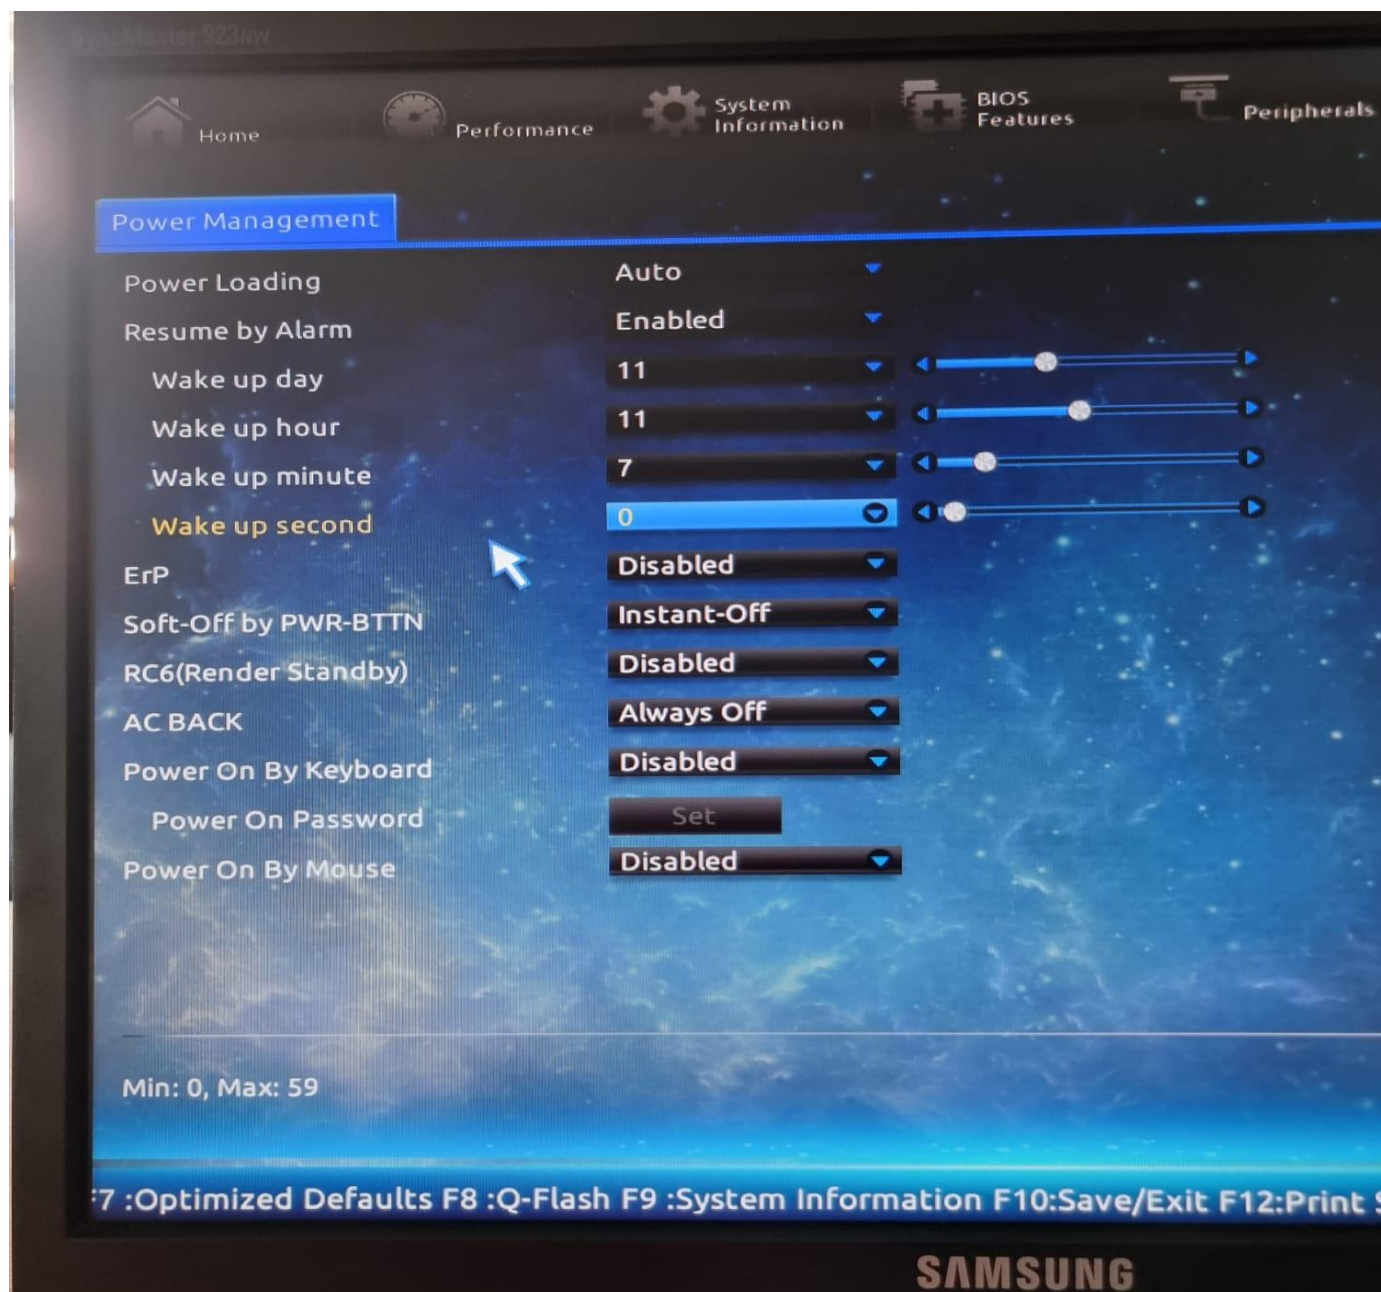 SyncMaster 923NW
Home
Performance
System
Information
BIOS
Features
Peripherals
Power Management
Power Loading Auto
Resume by Alarm Enabled
Wake up day 11
Wake up hour 11
Wake up minute 7
Wake up second 0
ErP Disabled
Soft-Off by PWR-BTTN Instant-Off
RC6(Render Standby) Disabled
AC BACK Always Off
Power On By Keyboard Disabled
Power On Password Set
Power On By Mouse Disabled
Min: 0, Max: 59
F7 :Optimized Defaults F8 :Q-Flash F9 :System Information F10:Save/Exit F12:Print
SAMSUNG